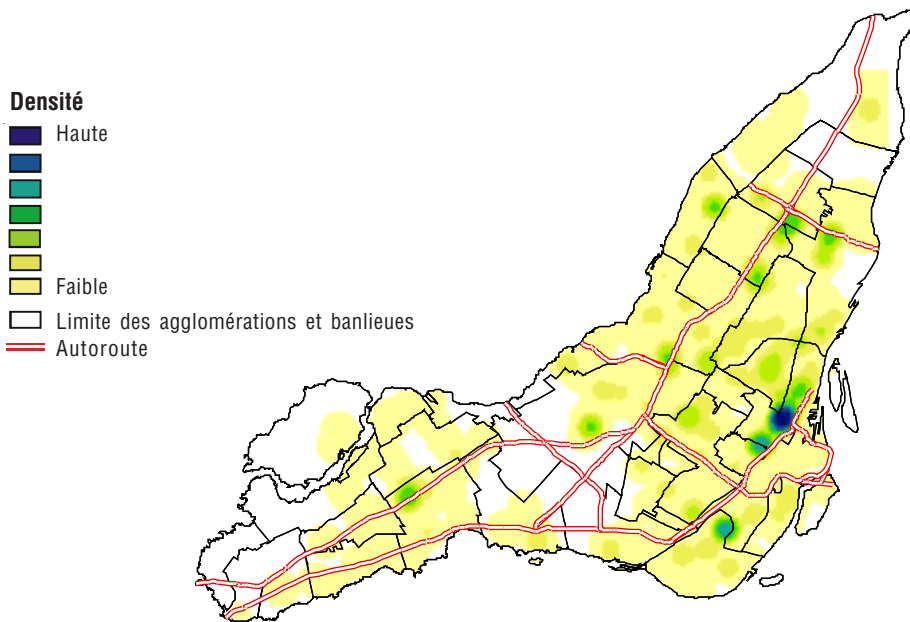 Densité
Haute
Faible
Limite des agglomérations et banlieues
Autoroute